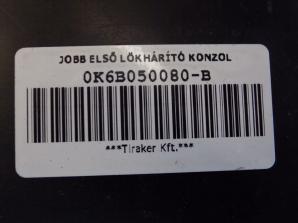 JOBB ELSŐ LÖKHÁRÍTÓ KONZOL
0K6B050080-B
***Tiraker Kft.***